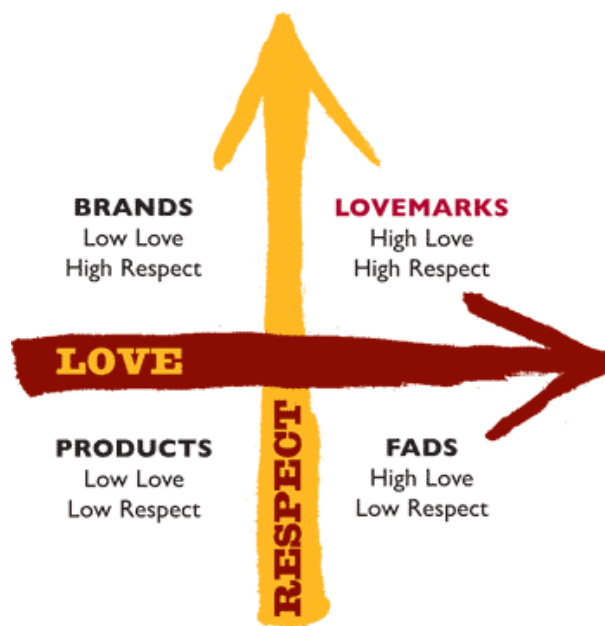 BRANDS
Low Love
High Respect
LOVEMARKS
High Love
High Respect
LOVE
PRODUCTS
Low Love
Low Respect
RESPECT
FADS
High Love
Low Respect